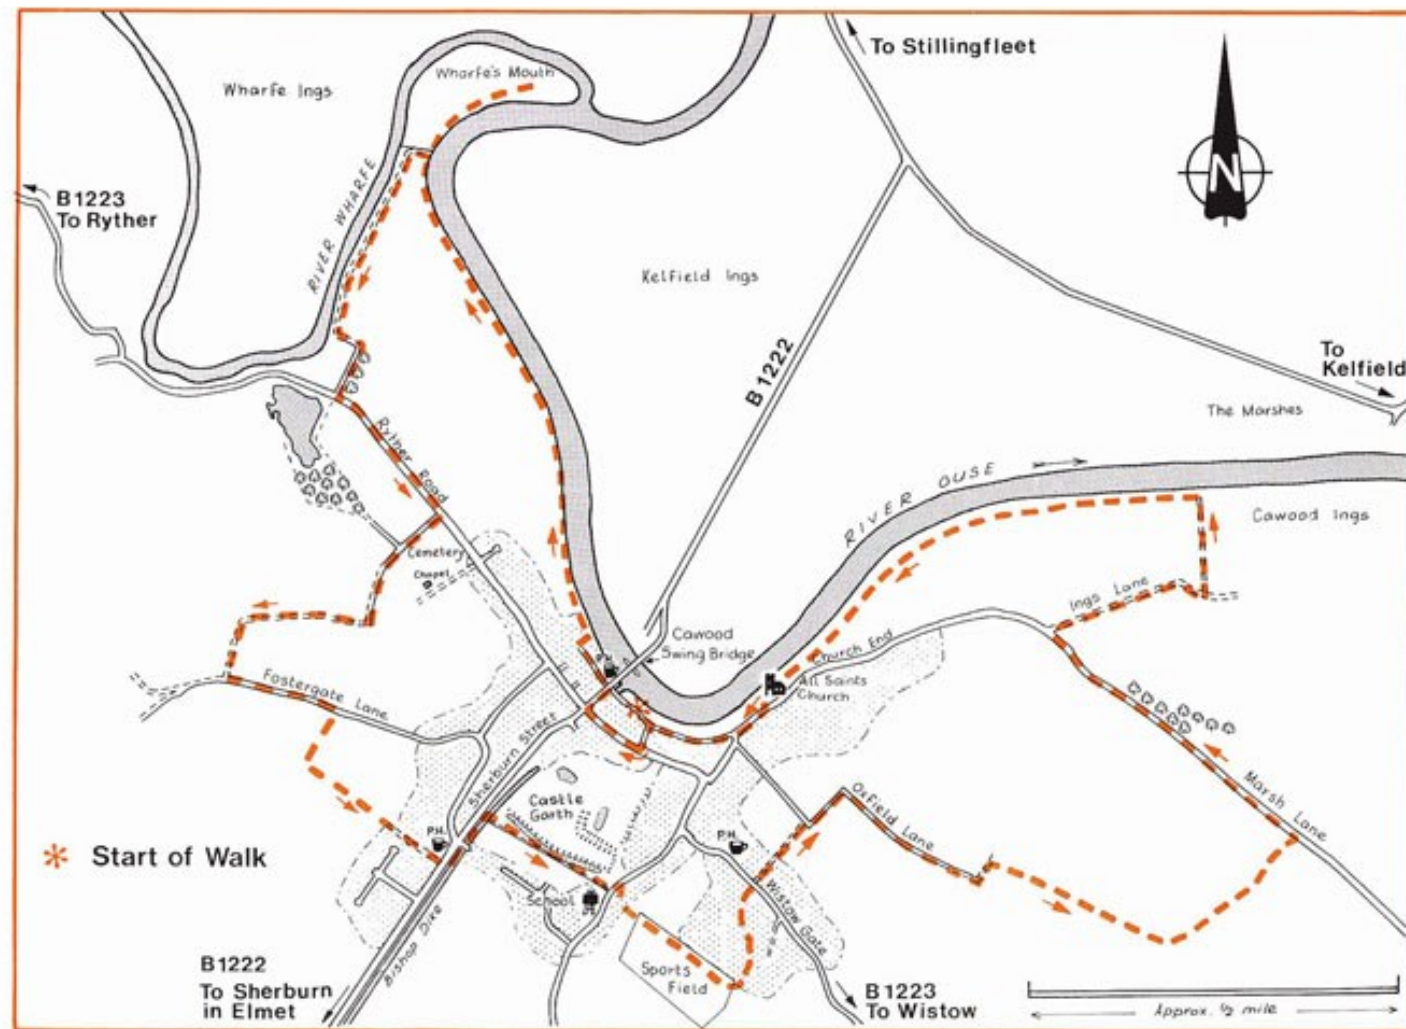 To Stillingfleet
Wharfe's Mouth
Wharfe Ings
N
B1223
To Ryther
RIVER WHARFE
Kelfield Ings
B 1222
To
Kelfield
The Marshes
Ryther Road
RIVER OUSE
Cawood Ings
Cemetery
Chapel
Ings Lane
Cawood
Swing Bridge
Church End
All Saints
Church
Fostergate Lane
Sherburn Street
Marsh Lane
Castle
Garth
Oxfield Lane
P.H.
P.H.
Start of Walk
School
Wistow Gate
Bishop Dike
Sports
Field
B1222
To Sherburn
in Elmet
B1223
To Wistow
Approx. ½ mile